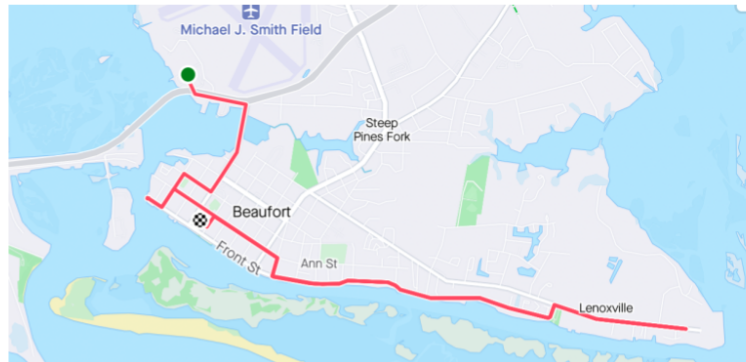 Michael J. Smith Field
Steep
Pines Fork
Beaufort
Front St
Ann St
Lenoxville